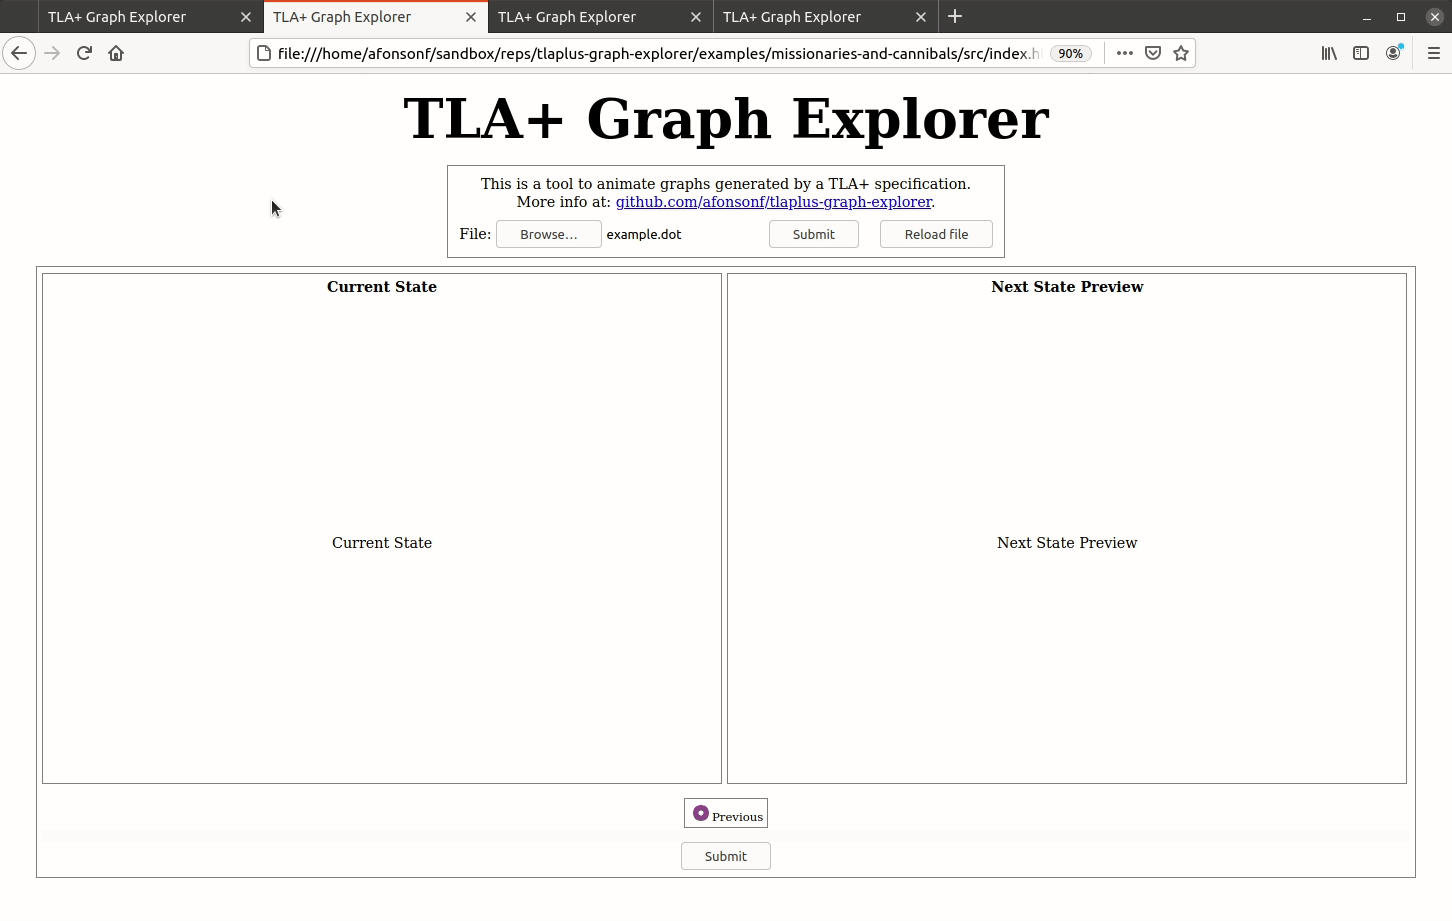 TLA+ Graph Explorer
TLA+ Graph Explorer
TLA+ Graph Explorer
TLA+ Graph Explorer
file:///home/afonsonf/sandbox/reps/tlaplus-graph-explorer/examples/missionaries-and-cannibals/src/index.h
90%
TLA+ Graph Explorer
This is a tool to animate graphs generated by a TLA+ specification.
More info at: github.com/afonsonf/tlaplus-graph-explorer.
File: Browse... example.dot Submit Reload file
Current State
Next State Preview
Current State
Next State Preview
Previous
Submit